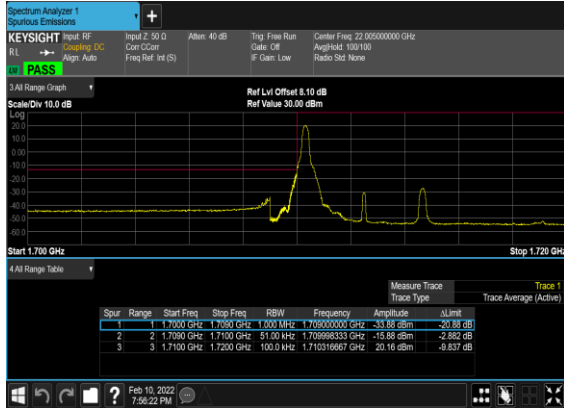 Spectrum Analyzer 1
Spurious Emissions
+
KEYSIGHT Input: RF Input Z: 50 Ω Atten: 40 dB Trig: Free Run Center Freq: 22.005000000 GHz
RL Coupling: DC Corr CCorr Gate: Off Avg|Hold: 100/100
Align: Auto Freq Ref: Int (S) IF Gain: Low Radio Std: None
PASS
3 All Range Graph
Ref Lvl Offset 8.10 dB
Scale/Div 10.0 dB Ref Value 30.00 dBm
Log
20.0
10.0
0.00
-10.0
-20.0
-30.0
-40.0
-50.0
-60.0
Start 1.700 GHz Stop 1.720 GHz
4 All Range Table
Measure Trace Trace 1
Trace Type Trace Average (Active)
Spur Range Start Freq Stop Freq RBW Frequency Amplitude ΔLimit
1 1 1.7000 GHz 1.7090 GHz 1.000 MHz 1.709000000 GHz -33.88 dBm -20.88 dB
2 2 1.7090 GHz 1.7100 GHz 51.00 kHz 1.709998333 GHz -15.88 dBm -2.882 dB
3 3 1.7100 GHz 1.7200 GHz 100.0 kHz 1.710316667 GHz 20.16 dBm -9.837 dB
?
Feb 10, 2022
7:56:22 PM